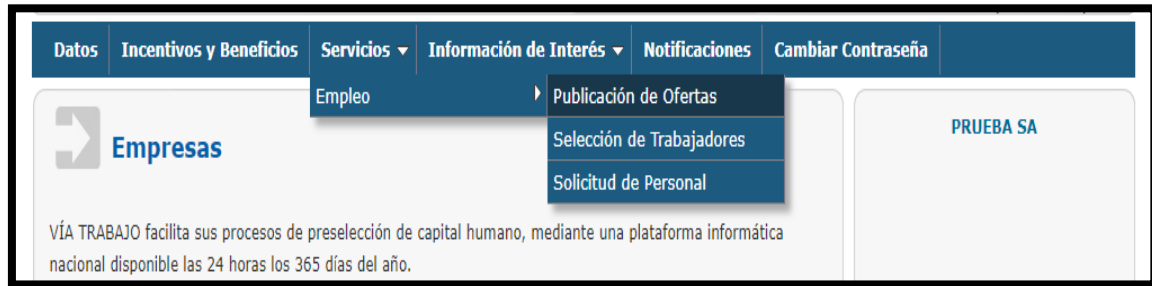 Datos Incentivos y Beneficios Servicios Información de Interés Notificaciones Cambiar Contraseña
Empleo
Publicación de Ofertas
Selección de Trabajadores
Solicitud de Personal
Empresas
PRUEBA SA
VÍA TRABAJO facilita sus procesos de preselección de capital humano, mediante una plataforma informática
nacional disponible las 24 horas los 365 días del año.